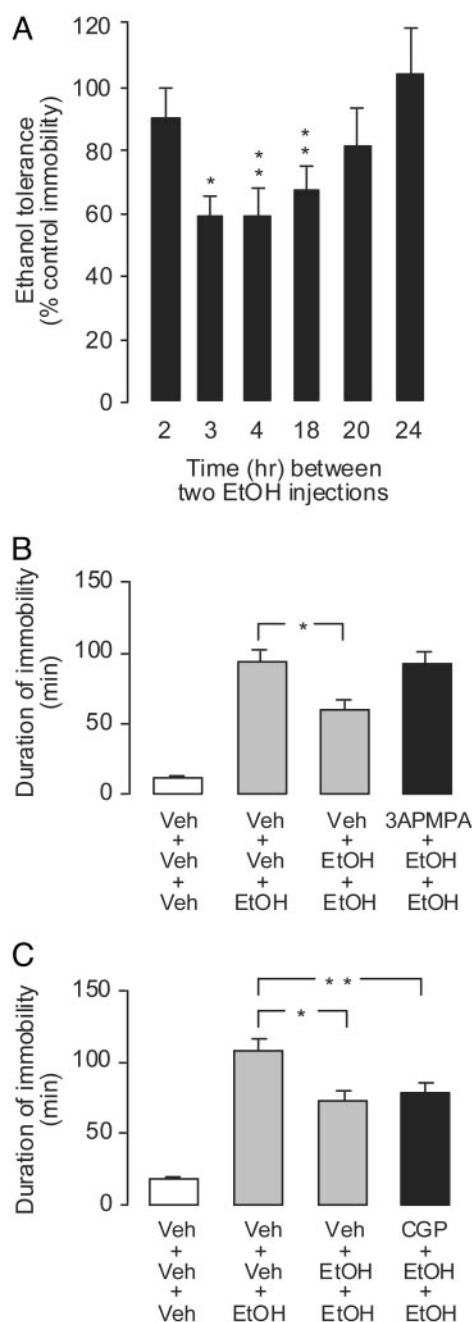 A
Ethanol tolerance
(% control immobility)
120
100
80
60
40
20
0
*
* *
* *
2 3 4 18 20 24
Time (hr) between
two EtOH injections
B
Duration of immobility
(min)
150
100
50
0
*
Veh Veh Veh 3APMPA
+ + + +
Veh Veh EtOH EtOH
+ + + +
Veh EtOH EtOH EtOH
C
Duration of immobility
(min)
150
100
50
0
* *
*
Veh Veh Veh CGP
+ + + +
Veh Veh EtOH EtOH
+ + + +
Veh EtOH EtOH EtOH